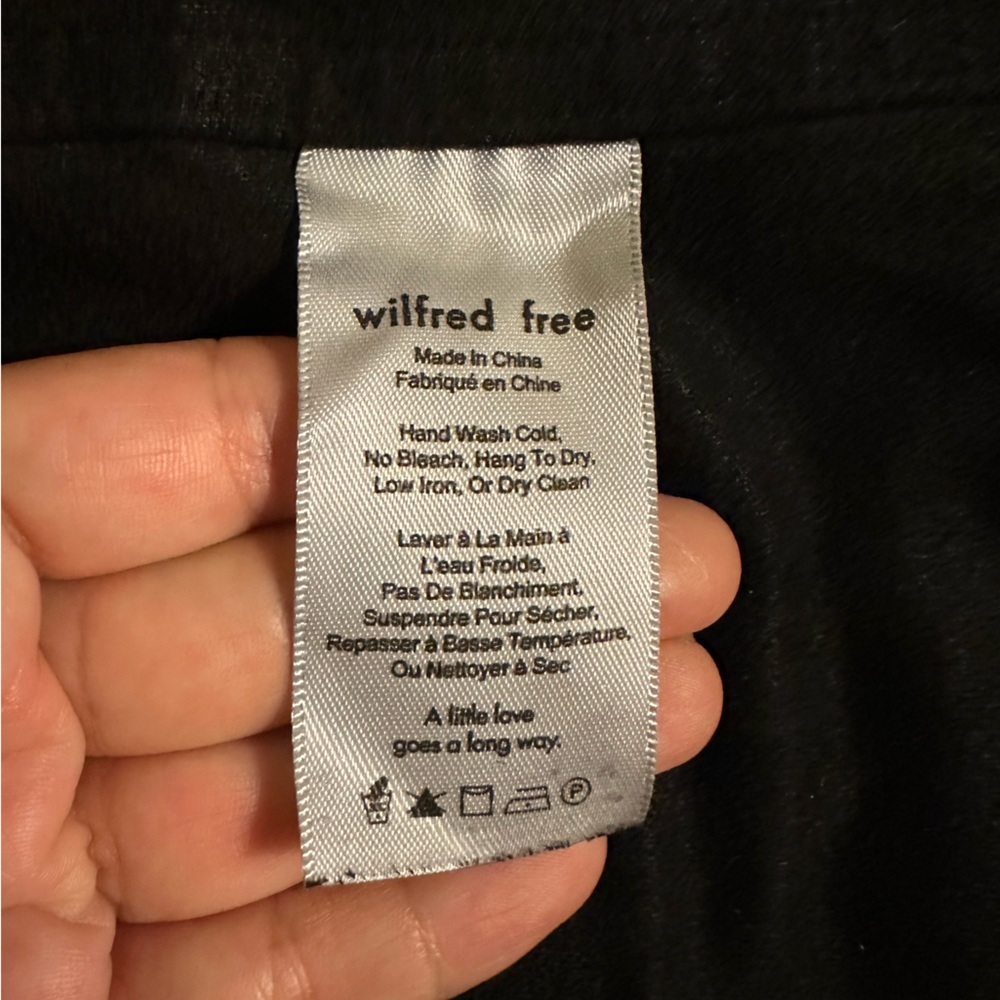 wilfred free
Made In China
Fabriqué en Chine
Hand Wash Cold,
No Bleach, Hang To Dry,
Low Iron, Or Dry Clean
Laver à La Main à
L'eau Froide,
Pas De Blanchiment,
Suspendre Pour Sécher,
Repasser à Basse Température,
Ou Nettoyer à Sec
A little love
goes a long way.
P